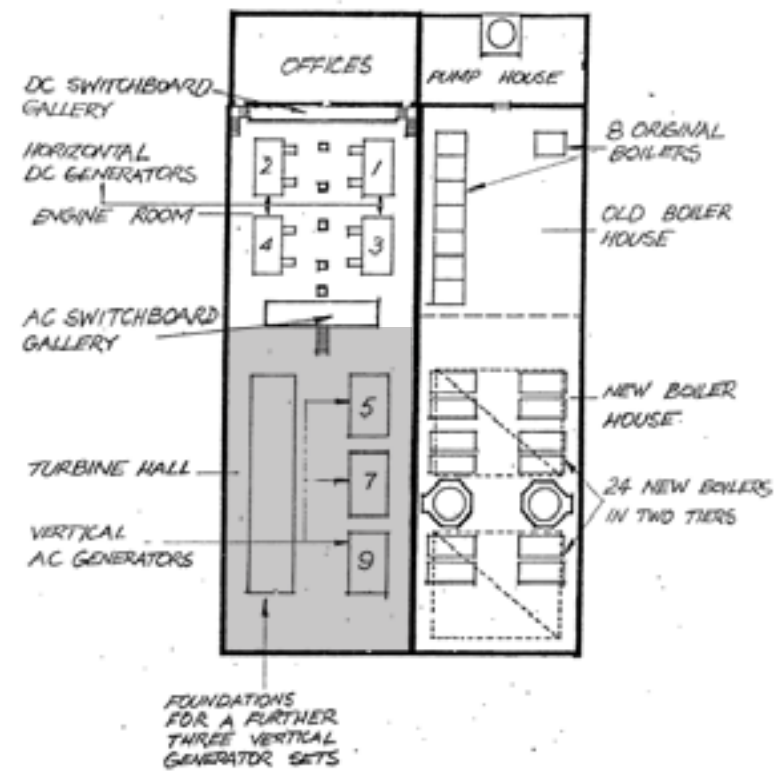 OFFICES
PUMP HOUSE
DC SWITCHBOARD
GALLERY
8 ORIGINAL
BOILERS
HORIZONTAL
DC GENERATORS
2
1
ENGINE ROOM
4
3
OLD BOILER
HOUSE
AC SWITCHBOARD
GALLERY
5
NEW BOILER
HOUSE
TURBINE HALL
7
24 NEW BOILERS
IN TWO TIERS
VERTICAL
AC GENERATORS
9
FOUNDATIONS
FOR A FURTHER
THREE VERTICAL
GENERATOR SETS